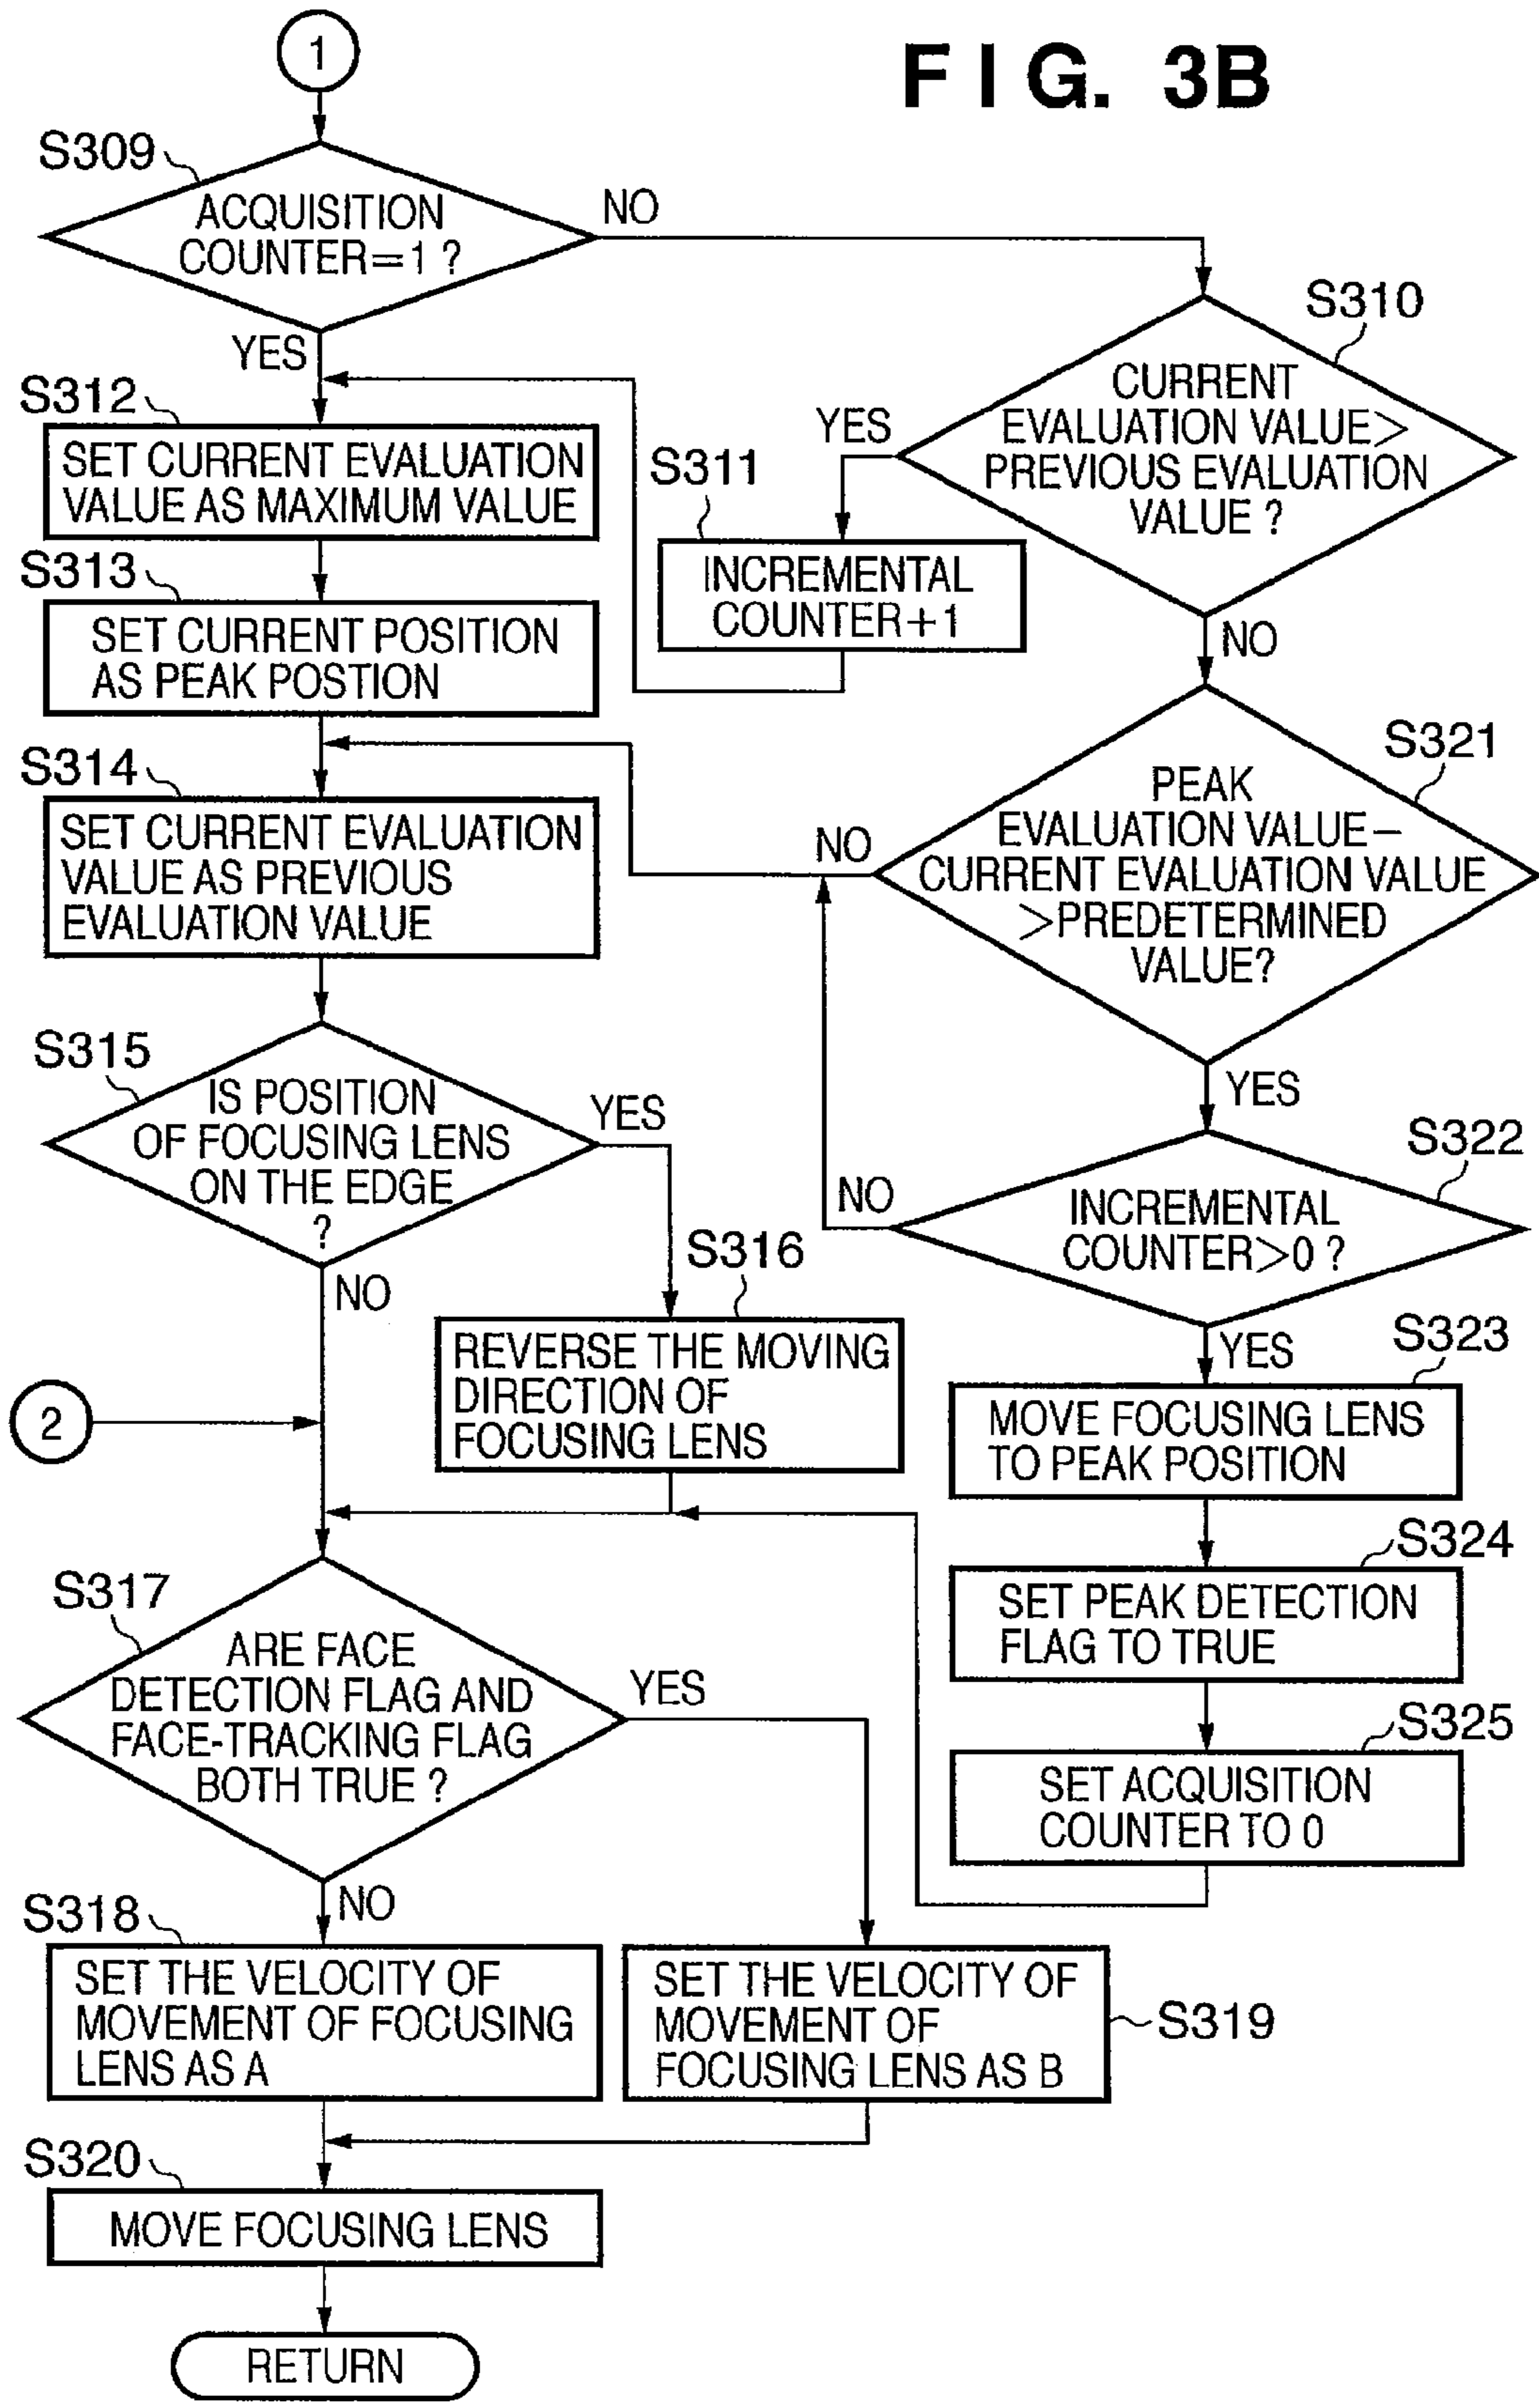 FIG. 3B
1
S309
ACQUISITION
COUNTER=1 ?
NO
YES
S310
CURRENT
EVALUATION VALUE>
PREVIOUS EVALUATION
VALUE ?
YES
NO
S311
INCREMENTAL
COUNTER+1
S312
SET CURRENT EVALUATION
VALUE AS MAXIMUM VALUE
S313
SET CURRENT POSITION
AS PEAK POSTION
S314
SET CURRENT EVALUATION
VALUE AS PREVIOUS
EVALUATION VALUE
S321
PEAK
EVALUATION VALUE–
CURRENT EVALUATION VALUE
>PREDETERMINED
VALUE?
NO
YES
S315
IS POSITION
OF FOCUSING LENS
ON THE EDGE
?
YES
NO
S322
INCREMENTAL
COUNTER>0 ?
NO
YES
S316
REVERSE THE MOVING
DIRECTION OF
FOCUSING LENS
2
S323
MOVE FOCUSING LENS
TO PEAK POSITION
S324
SET PEAK DETECTION
FLAG TO TRUE
S325
SET ACQUISITION
COUNTER TO 0
S317
ARE FACE
DETECTION FLAG AND
FACE-TRACKING FLAG
BOTH TRUE ?
YES
NO
S318
SET THE VELOCITY OF
MOVEMENT OF FOCUSING
LENS AS A
SET THE VELOCITY OF
MOVEMENT OF
FOCUSING LENS AS B
S319
S320
MOVE FOCUSING LENS
RETURN